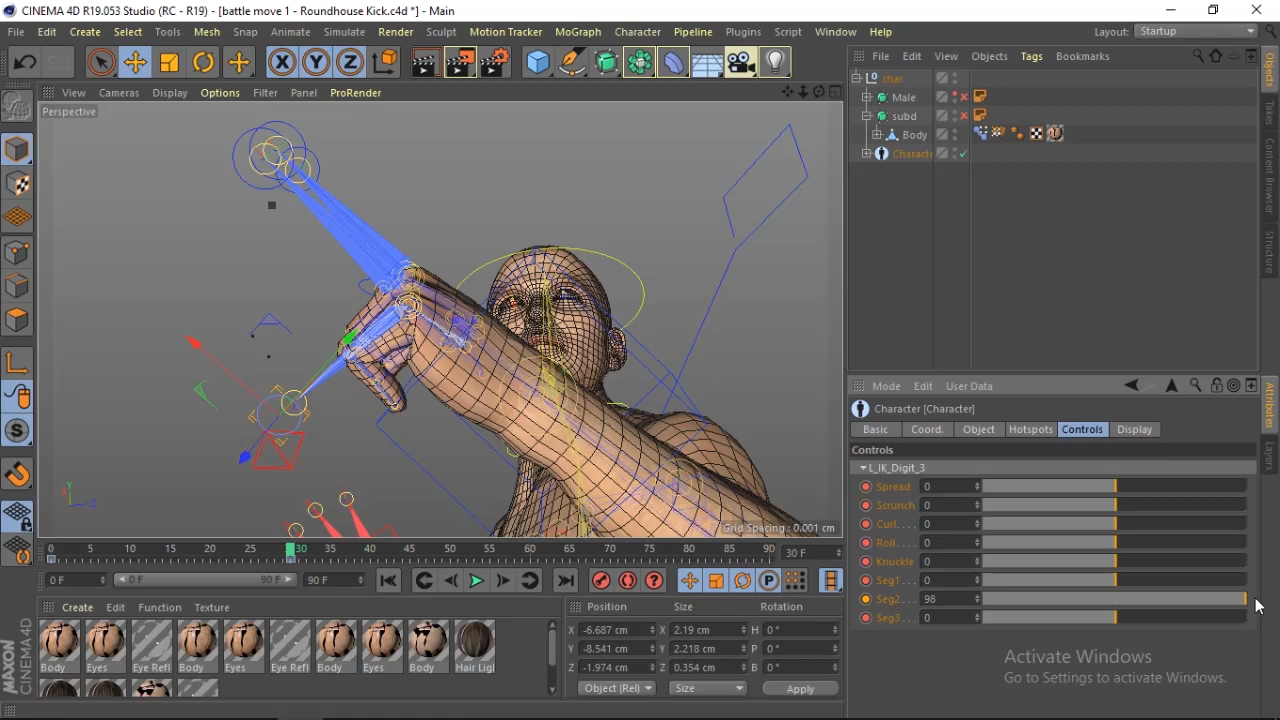 CINEMA 4D R19.053 Studio (RC - R19) - [battle move 1 - Roundhouse Kick.c4d *] - Main
File Edit Create Select Tools Mesh Snap Animate Simulate Render Sculpt Motion Tracker MoGraph Character Pipeline Plugins Script Window Help Layout: Startup
X Y Z
File Edit View Objects Tags Bookmarks
View Cameras Display Options Filter Panel ProRender
Perspective
char
Male
subd
Body
Charact
Objects
Takes
Content Browser
Structure
Mode Edit User Data
Character [Character]
Basic Coord. Object Hotspots Controls Display
Controls
L_IK_Digit_3
Spread 0
Scrunch 0
Curl. . . . 0
Roll. . . . 0
Knuckle 0
Seg1. . . 0
Seg2. . . 98
Seg3. . . 0
Attributes
Layers
Grid Spacing : 0.001 cm
0 5 10 15 20 25 30 35 40 45 50 55 60 65 70 75 80 85 90 30 F
0 F 0 F 90 F 90 F
Create Edit Function Texture
Body Eyes Eye Refl Body Eyes Eye Refl Body Eyes Body Hair Ligl
Position Size Rotation
X -6.687 cm X 2.19 cm H 0 °
Y -8.541 cm Y 2.218 cm P 0 °
Z -1.974 cm Z 0.354 cm B 0 °
Object (Rel) Size Apply
MAXON CINEMA 4D
Activate Windows
Go to Settings to activate Windows.